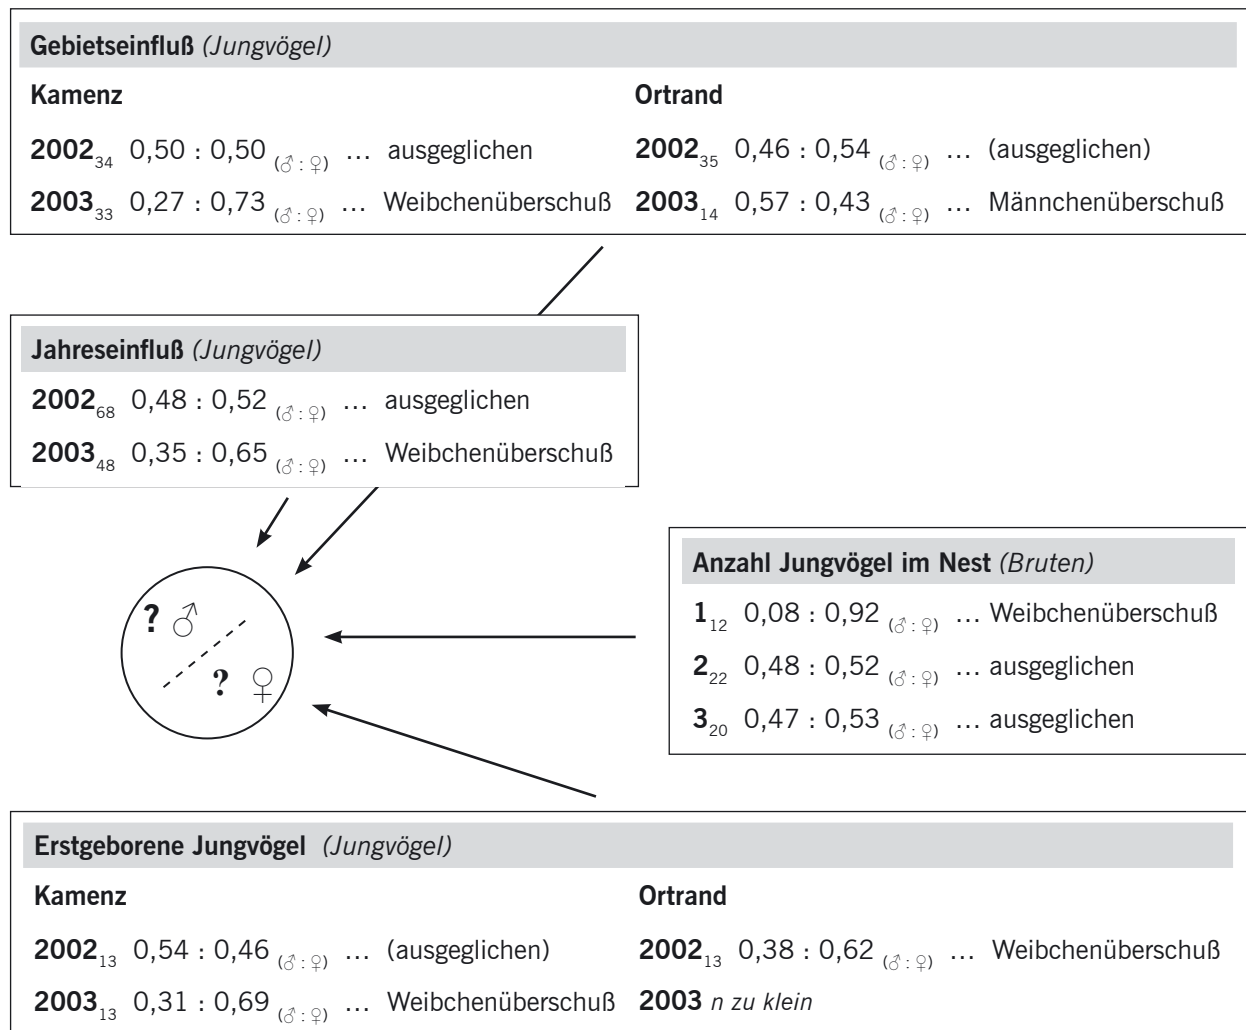 Gebietseinfluß (Jungvögel)
Kamenz
2002₃₄ 0,50 : 0,50 (♂ : ♀) … ausgeglichen
2003₃₃ 0,27 : 0,73 (♂ : ♀) … Weibchenüberschuß
Ortrand
2002₃₅ 0,46 : 0,54 (♂ : ♀) … (ausgeglichen)
2003₁₄ 0,57 : 0,43 (♂ : ♀) … Männchenüberschuß
Jahreseinfluß (Jungvögel)
2002₆₈ 0,48 : 0,52 (♂ : ♀) … ausgeglichen
2003₄₈ 0,35 : 0,65 (♂ : ♀) … Weibchenüberschuß
? ♂
? ♀
Anzahl Jungvögel im Nest (Bruten)
1₁₂ 0,08 : 0,92 (♂ : ♀) … Weibchenüberschuß
2₂₂ 0,48 : 0,52 (♂ : ♀) … ausgeglichen
3₂₀ 0,47 : 0,53 (♂ : ♀) … ausgeglichen
Erstgeborene Jungvögel (Jungvögel)
Kamenz
2002₁₃ 0,54 : 0,46 (♂ : ♀) … (ausgeglichen)
2003₁₃ 0,31 : 0,69 (♂ : ♀) … Weibchenüberschuß
Ortrand
2002₁₃ 0,38 : 0,62 (♂ : ♀) … Weibchenüberschuß
2003 n zu klein